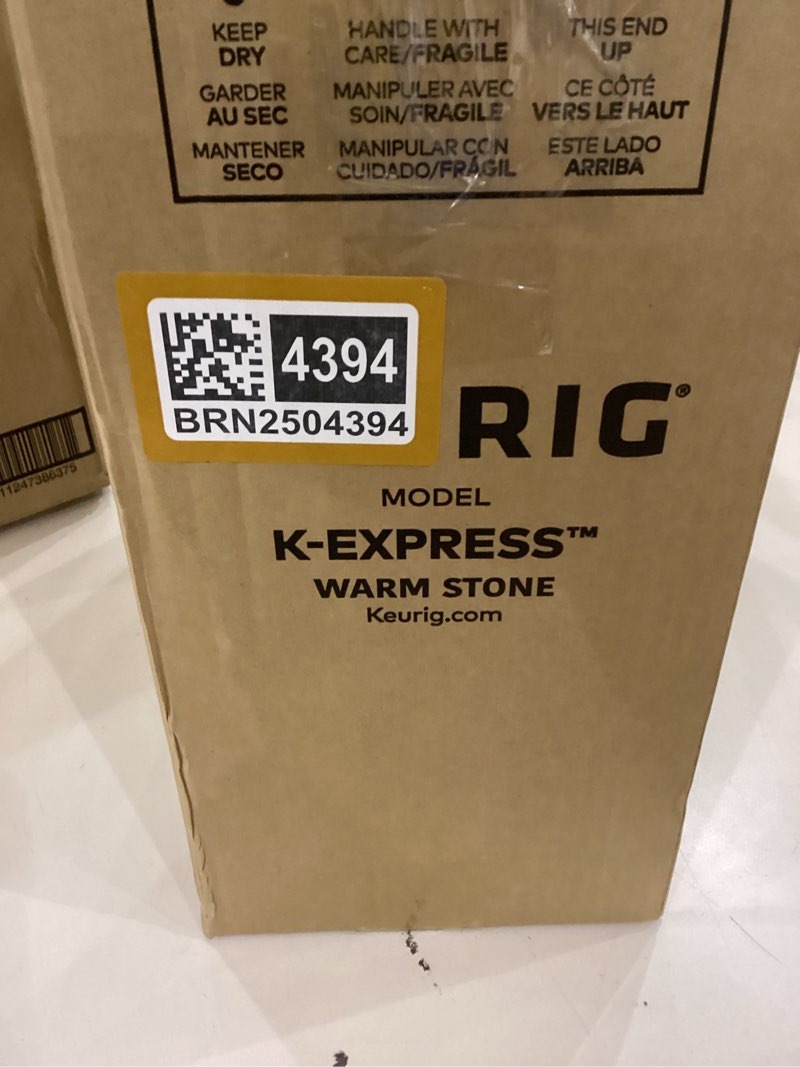 KEEP
DRY
HANDLE WITH
CARE/FRAGILE
THIS END
UP
GARDER
AU SEC
MANIPULER AVEC
SOIN/FRAGILE
CE CÔTÉ
VERS LE HAUT
MANTENER
SECO
MANIPULAR CON
CUIDADO/FRÁGIL
ESTE LADO
ARRIBA
4394
BRN2504394
RIG®
MODEL
K-EXPRESS™
WARM STONE
Keurig.com
11247386375